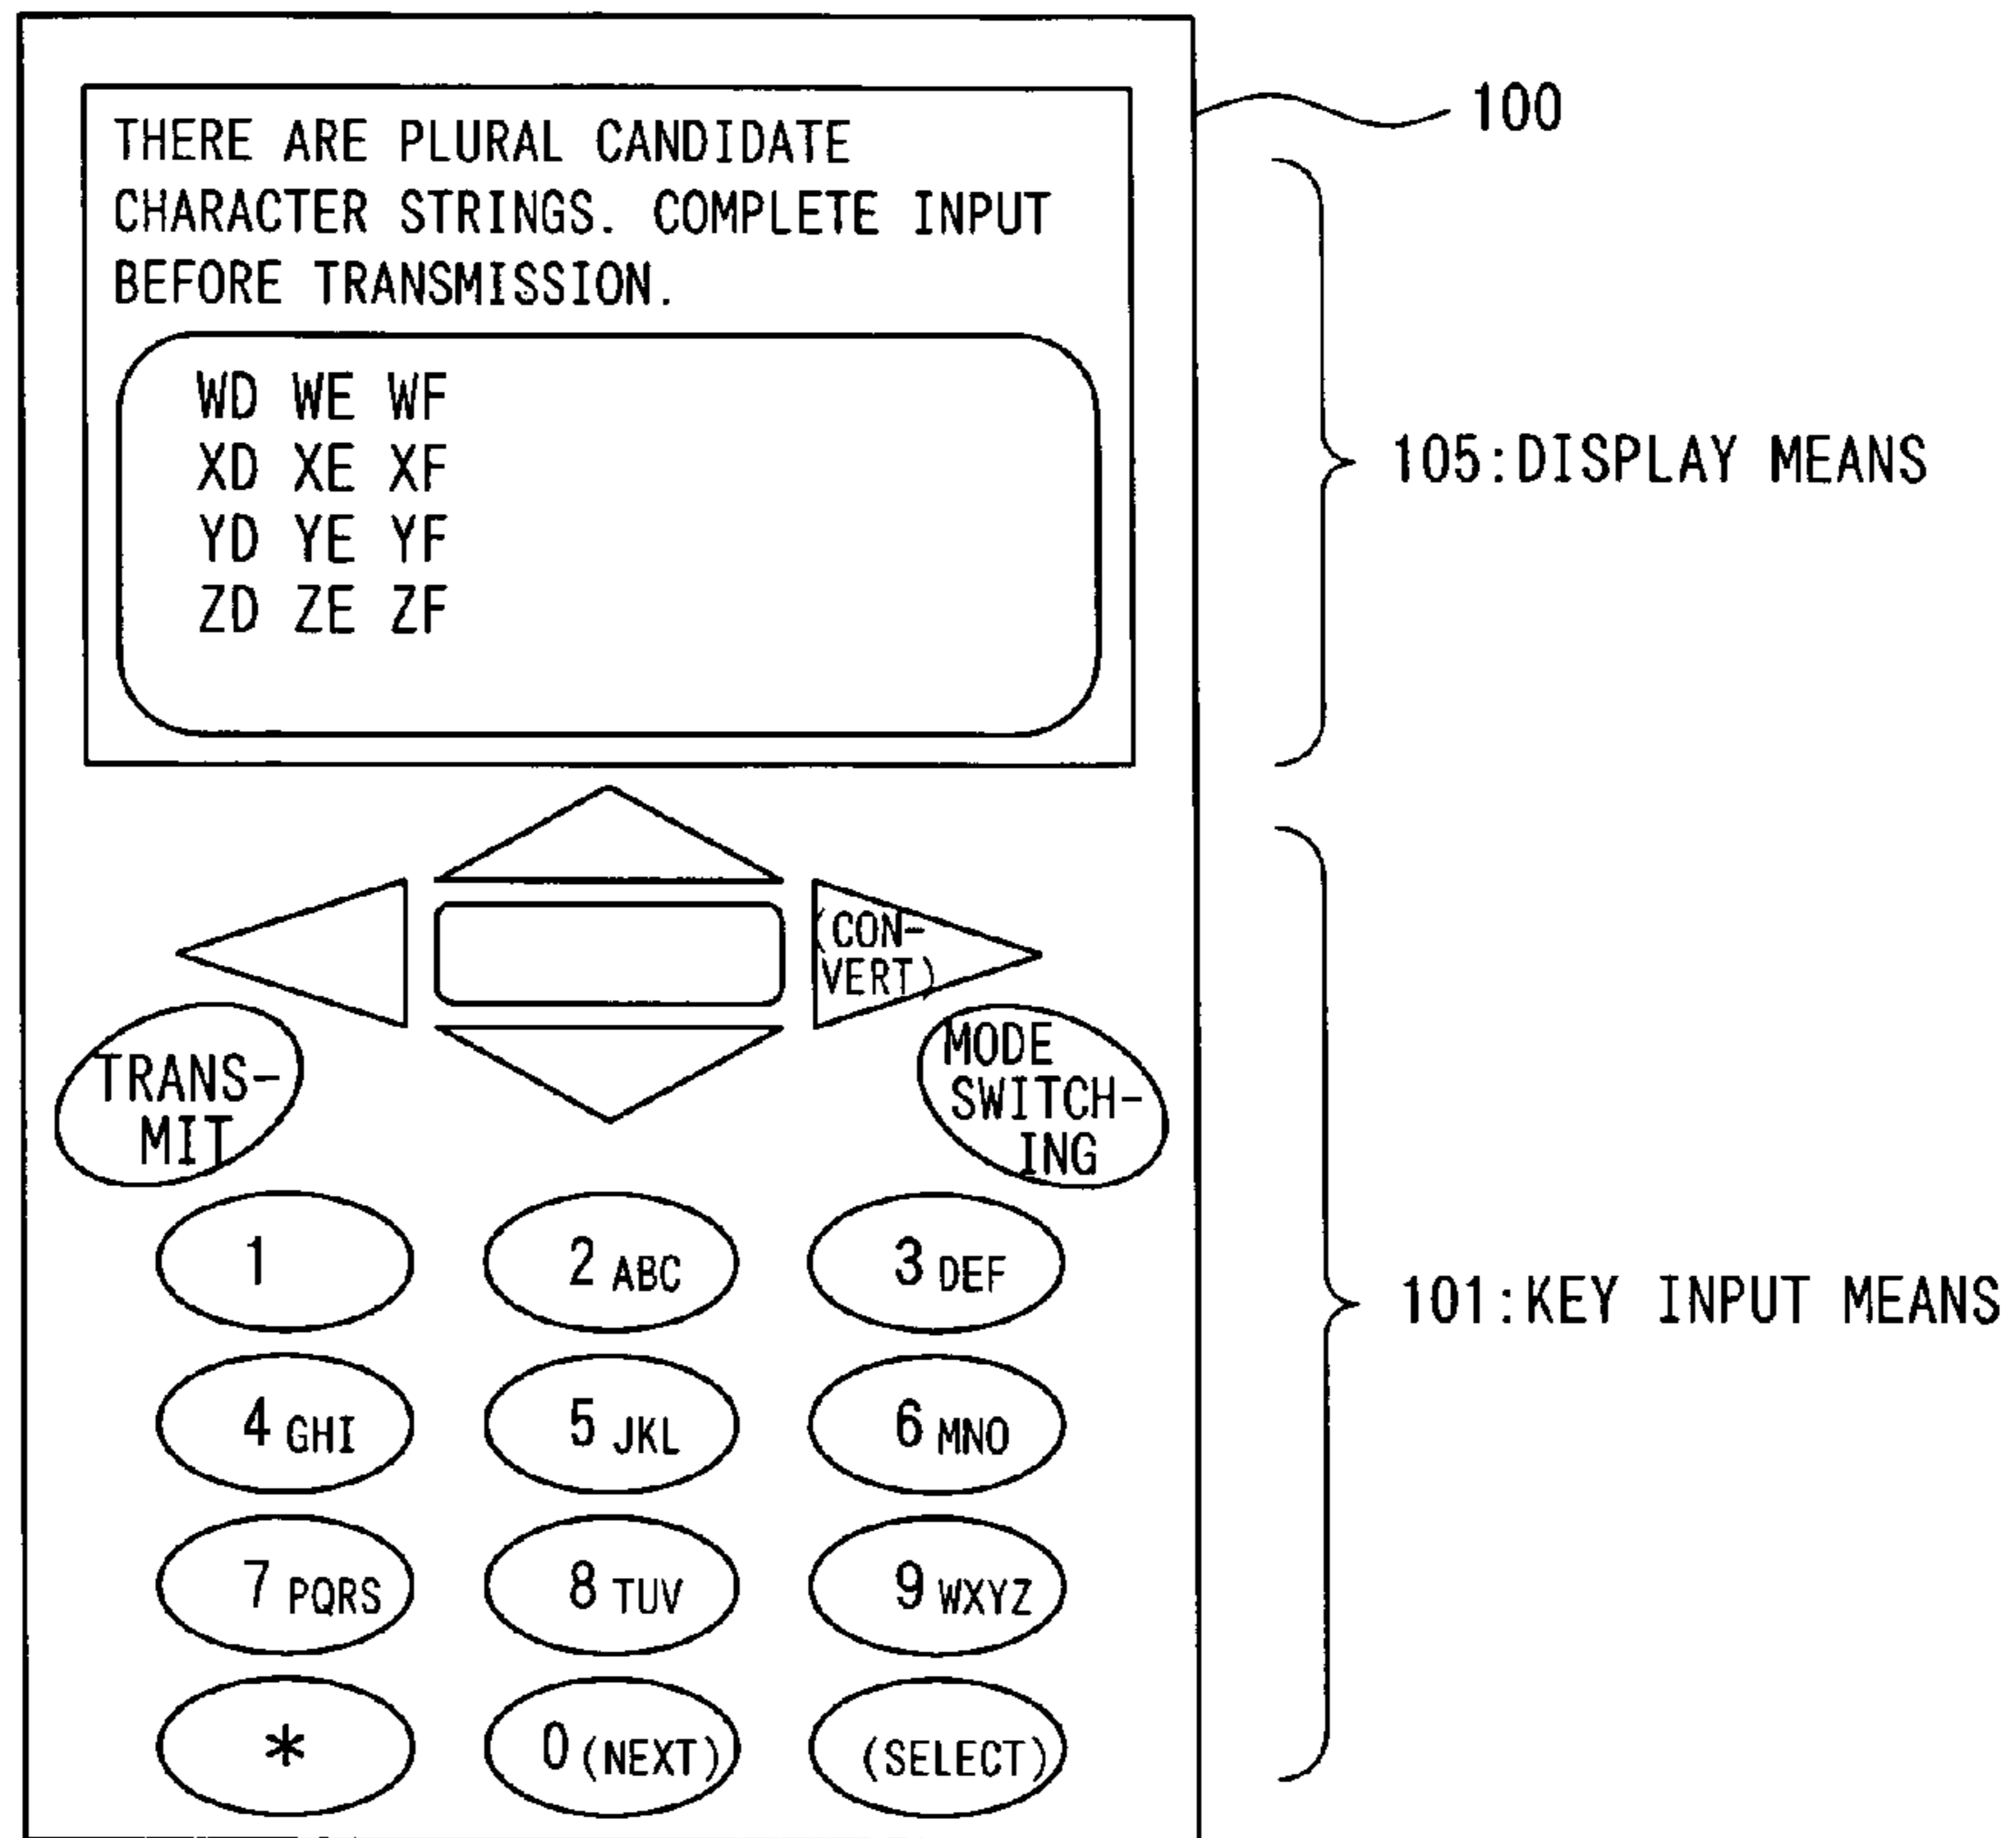 THERE ARE PLURAL CANDIDATE
CHARACTER STRINGS. COMPLETE INPUT
BEFORE TRANSMISSION.
WD WE WF
XD XE XF
YD YE YF
ZD ZE ZF
100
105:DISPLAY MEANS
(CON-
VERT)
TRANS-
MIT
MODE
SWITCH-
ING
1
2 ABC
3 DEF
101:KEY INPUT MEANS
4 GHI
5 JKL
6 MNO
7 PQRS
8 TUV
9 WXYZ
*
0 (NEXT)
(SELECT)